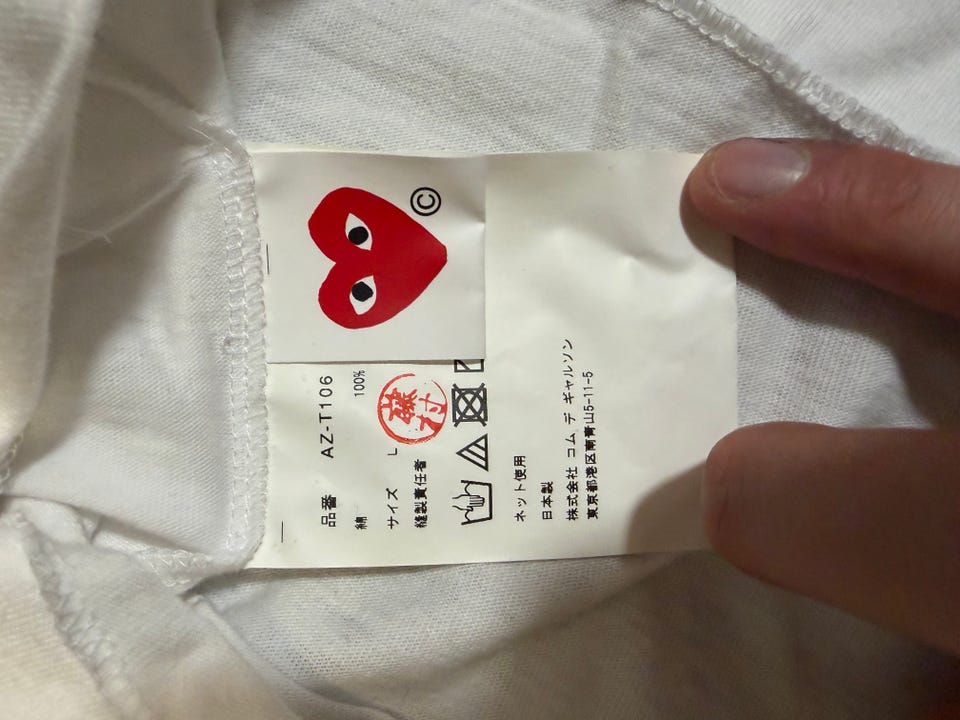 ©
品番 AZ-T106
綿 100%
サイズ L
縫製責任者 藤村
ネット使用
日本製
株式会社 コム デ ギャルソン
東京都港区南青山5-11-5